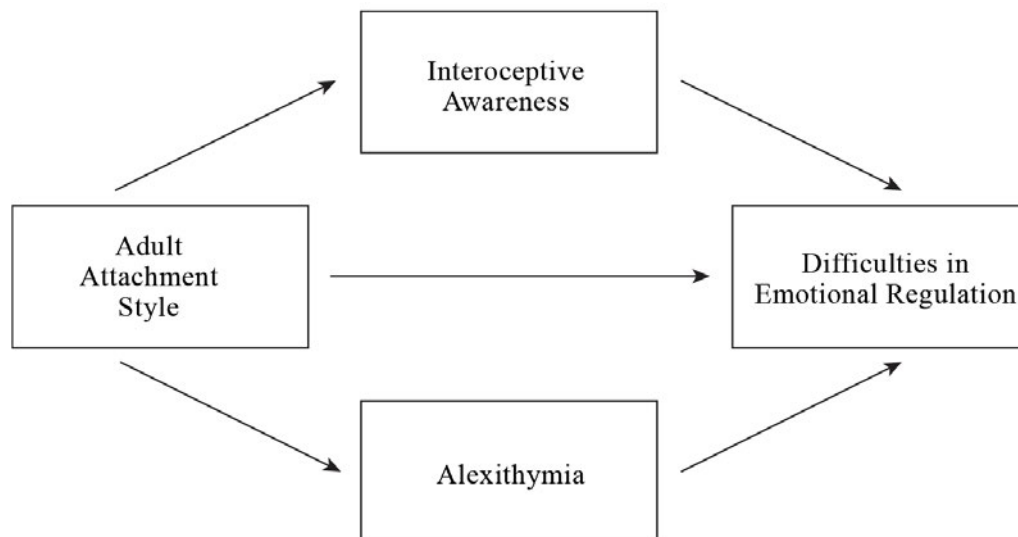 Interoceptive
Awareness
Adult
Attachment
Style
Difficulties in
Emotional Regulation
Alexithymia